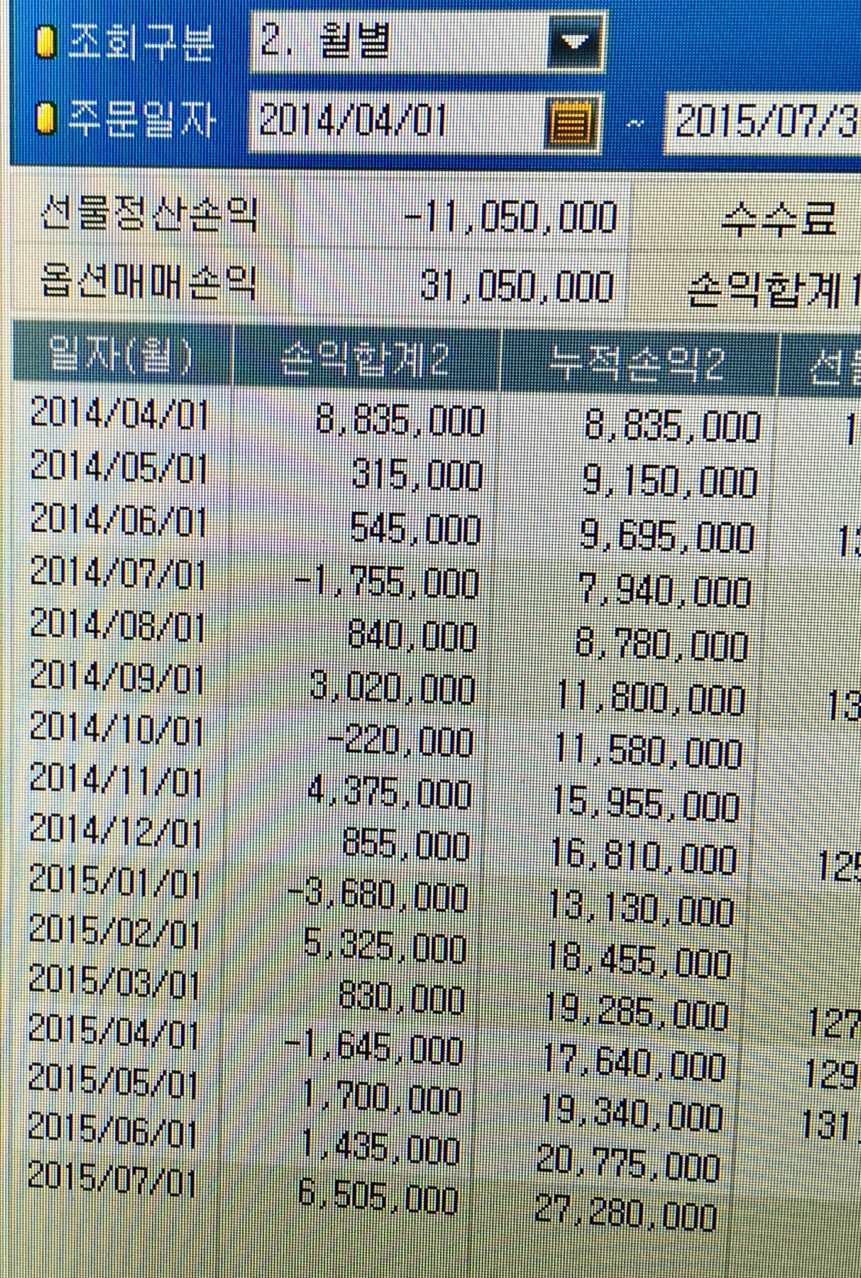 조회구분 2. 월별
주문일자 2014/04/01 ~ 2015/07/3
선물정산손익 -11,050,000 수수료
옵션매매손익 31,050,000 손익합계1
일자(월) 손익합계2 누적손익2 선
2014/04/01 8,835,000 8,835,000 1
2014/05/01 315,000 9,150,000
2014/06/01 545,000 9,695,000 13
2014/07/01 -1,755,000 7,940,000
2014/08/01 840,000 8,780,000
2014/09/01 3,020,000 11,800,000 13
2014/10/01 -220,000 11,580,000
2014/11/01 4,375,000 15,955,000
2014/12/01 855,000 16,810,000 125
2015/01/01 -3,680,000 13,130,000
2015/02/01 5,325,000 18,455,000
2015/03/01 830,000 19,285,000 127
2015/04/01 -1,645,000 17,640,000 129
2015/05/01 1,700,000 19,340,000 131,
2015/06/01 1,435,000 20,775,000
2015/07/01 6,505,000 27,280,000